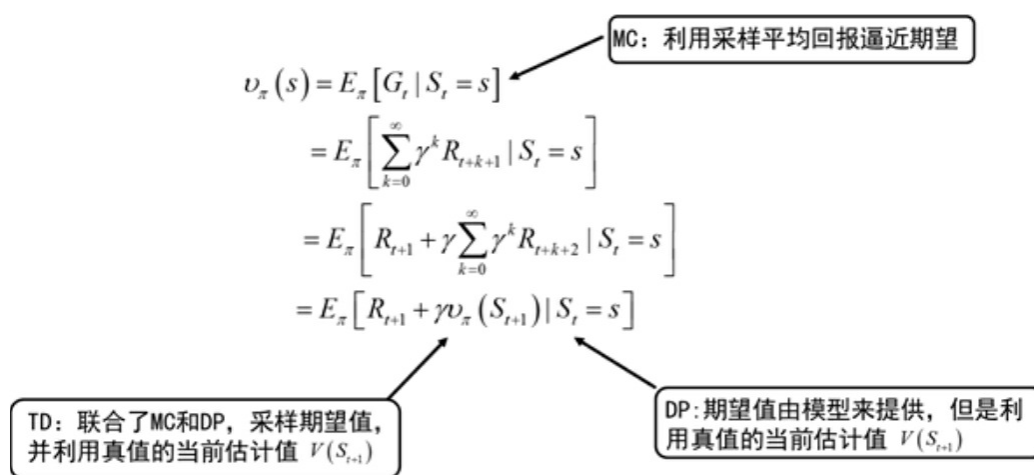 MC：利用采样平均回报逼近期望
υ_π(s) = E_π[G_t | S_t = s]
= E_π[∑_{k=0}^{∞} γ^k R_{t+k+1} | S_t = s]
= E_π[R_{t+1} + γ∑_{k=0}^{∞} γ^k R_{t+k+2} | S_t = s]
= E_π[R_{t+1} + γυ_π(S_{t+1}) | S_t = s]
TD：联合了MC和DP，采样期望值，
并利用真值的当前估计值 V(S_{t+1})
DP:期望值由模型来提供，但是利
用真值的当前估计值 V(S_{t+1})